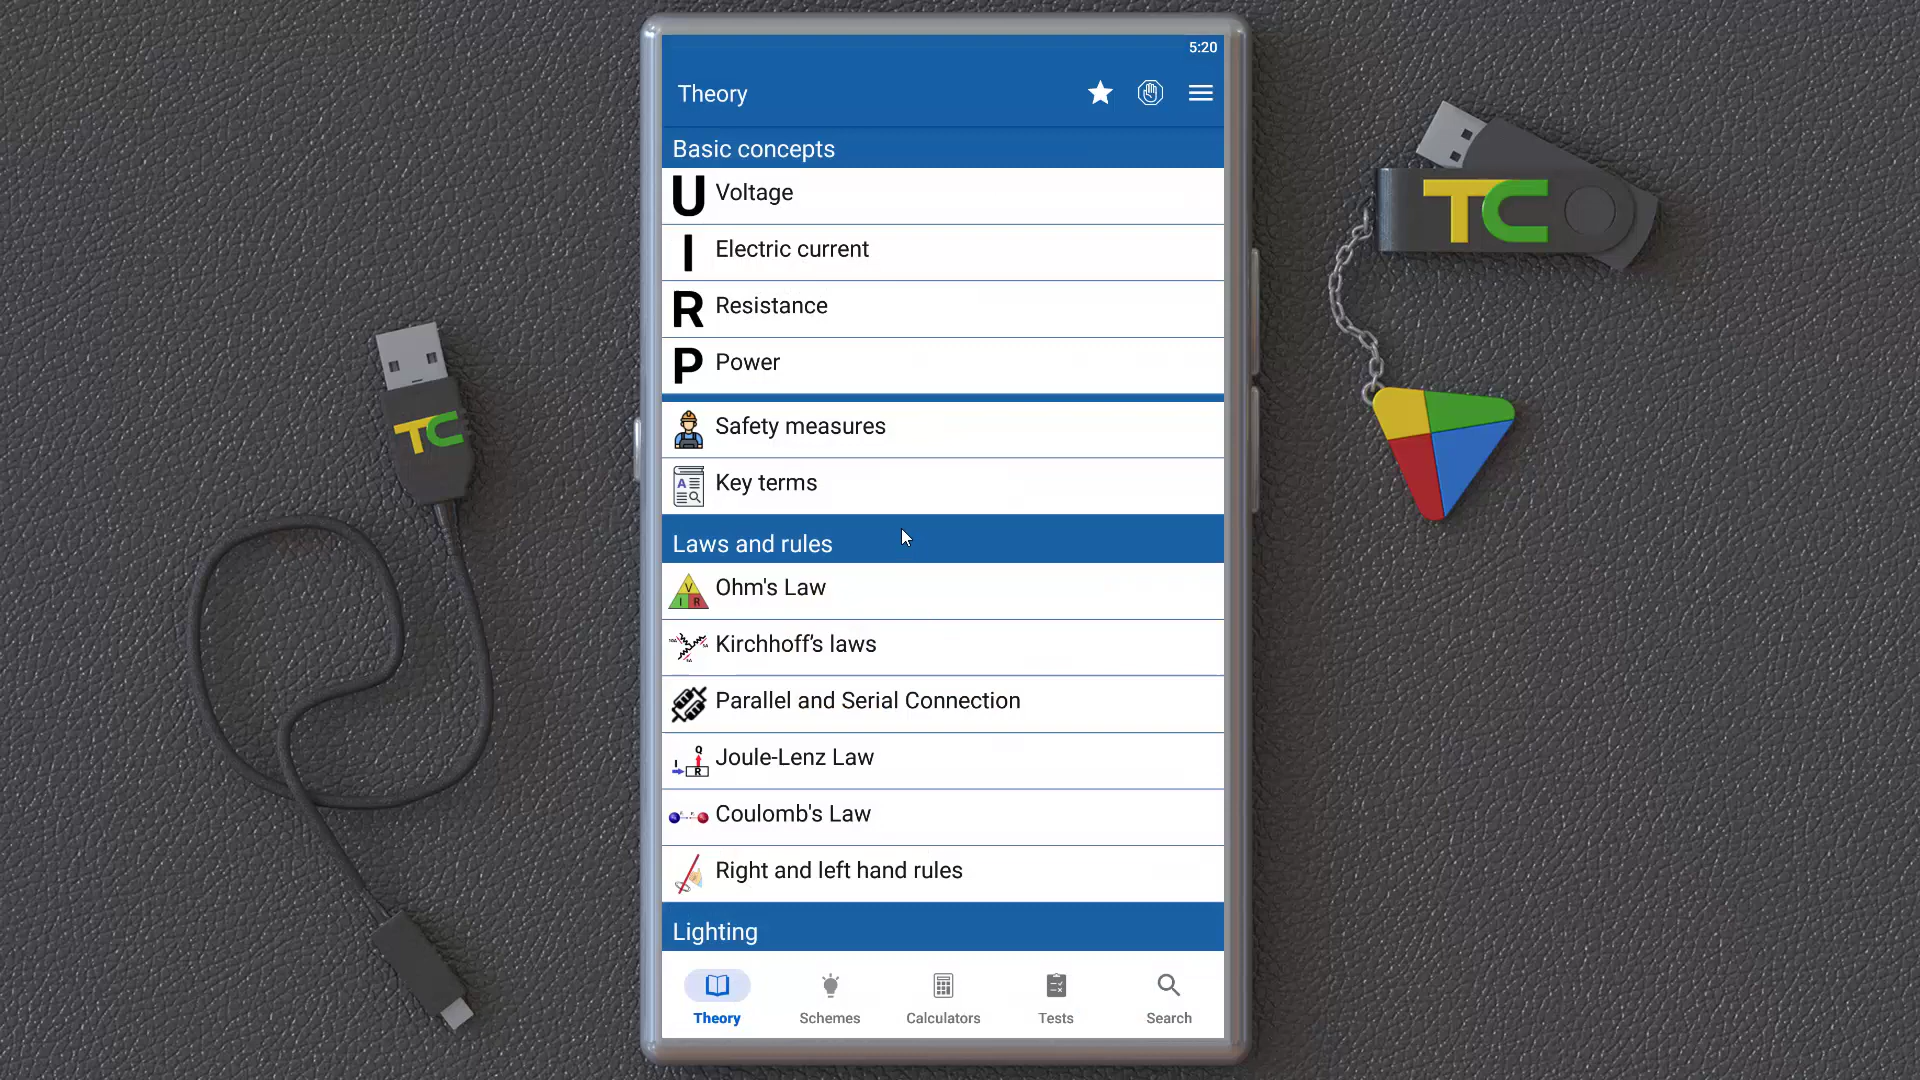 5:20
Theory
Basic concepts
U Voltage
I Electric current
R Resistance
P Power
Safety measures
A
Key terms
Laws and rules
V
I R
Ohm's Law
Kirchhoff's laws
Parallel and Serial Connection
Q
I
R
Joule-Lenz Law
Coulomb's Law
Right and left hand rules
Lighting
Theory
Schemes
Calculators
Tests
Search
TC
TC